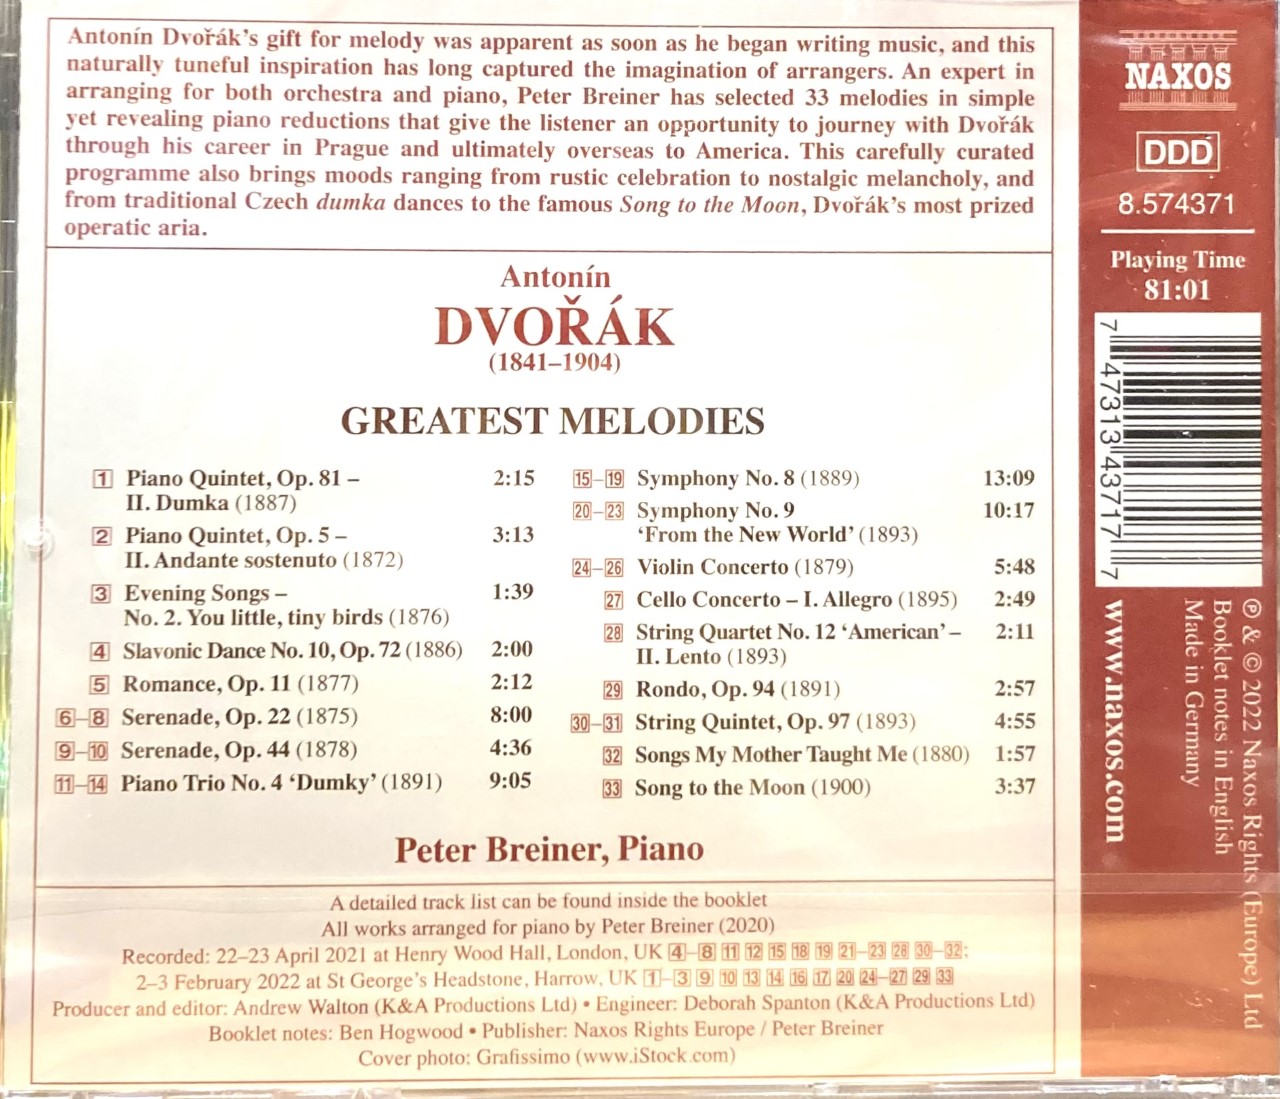 Antonín Dvořák's gift for melody was apparent as soon as he began writing music, and this
naturally tuneful inspiration has long captured the imagination of arrangers. An expert in
arranging for both orchestra and piano, Peter Breiner has selected 33 melodies in simple
yet revealing piano reductions that give the listener an opportunity to journey with Dvořák
through his career in Prague and ultimately overseas to America. This carefully curated
programme also brings moods ranging from rustic celebration to nostalgic melancholy, and
from traditional Czech dumka dances to the famous Song to the Moon, Dvořák's most prized
operatic aria.
Antonín
DVOŘÁK
(1841–1904)
GREATEST MELODIES
1 Piano Quintet, Op. 81 – 2:15
II. Dumka (1887)
2 Piano Quintet, Op. 5 – 3:13
II. Andante sostenuto (1872)
3 Evening Songs – 1:39
No. 2. You little, tiny birds (1876)
4 Slavonic Dance No. 10, Op. 72 (1886) 2:00
5 Romance, Op. 11 (1877) 2:12
6–8 Serenade, Op. 22 (1875) 8:00
9–10 Serenade, Op. 44 (1878) 4:36
11–14 Piano Trio No. 4 'Dumky' (1891) 9:05
15–19 Symphony No. 8 (1889) 13:09
20–23 Symphony No. 9 10:17
'From the New World' (1893)
24–26 Violin Concerto (1879) 5:48
27 Cello Concerto – I. Allegro (1895) 2:49
28 String Quartet No. 12 'American' – 2:11
II. Lento (1893)
29 Rondo, Op. 94 (1891) 2:57
30–31 String Quintet, Op. 97 (1893) 4:55
32 Songs My Mother Taught Me (1880) 1:57
33 Song to the Moon (1900) 3:37
Peter Breiner, Piano
A detailed track list can be found inside the booklet
All works arranged for piano by Peter Breiner (2020)
Recorded: 22–23 April 2021 at Henry Wood Hall, London, UK 4–8 11 12 15 18 19 21–23 28 30–32;
2–3 February 2022 at St George's Headstone, Harrow, UK 1–3 9 10 13 14 16 17 20 24–27 29 33
Producer and editor: Andrew Walton (K&A Productions Ltd) • Engineer: Deborah Spanton (K&A Productions Ltd)
Booklet notes: Ben Hogwood • Publisher: Naxos Rights Europe / Peter Breiner
Cover photo: Grafissimo (www.iStock.com)
NAXOS
DDD
8.574371
Playing Time
81:01
7 47313 43717 7
℗ & © 2022 Naxos Rights (Europe) Ltd
Booklet notes in English
Made in Germany
www.naxos.com